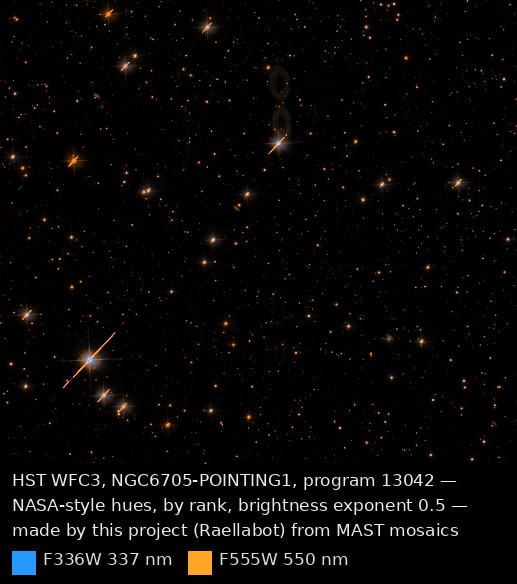 HST WFC3, NGC6705-POINTING1, program 13042 —
NASA-style hues, by rank, brightness exponent 0.5 —
made by this project (Raellabot) from MAST mosaics
F336W 337 nm F555W 550 nm